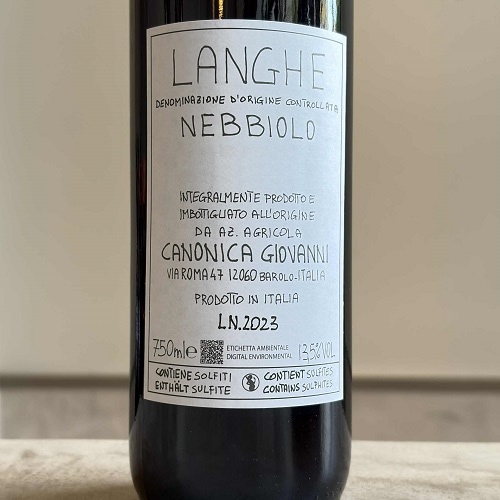 LANGHE
DENOMINAZIONE D'ORIGINE CONTROLLATA
NEBBIOLO
INTEGRALMENTE PRODOTTO E
IMBOTTIGLIATO ALL'ORIGINE
DA AZ. AGRICOLA
CANONICA GIOVANNI
VIA ROMA 47 12060 BAROLO-ITALIA
PRODOTTO IN ITALIA
L.N.2023
750ml e ETICHETTA AMBIENTALE 13,5% VOL
DIGITAL ENVIRONMENTAL
CONTIENE SOLFITI CONTIENT SULFITES
ENTHÄLT SULFITE CONTAINS SULPHITES